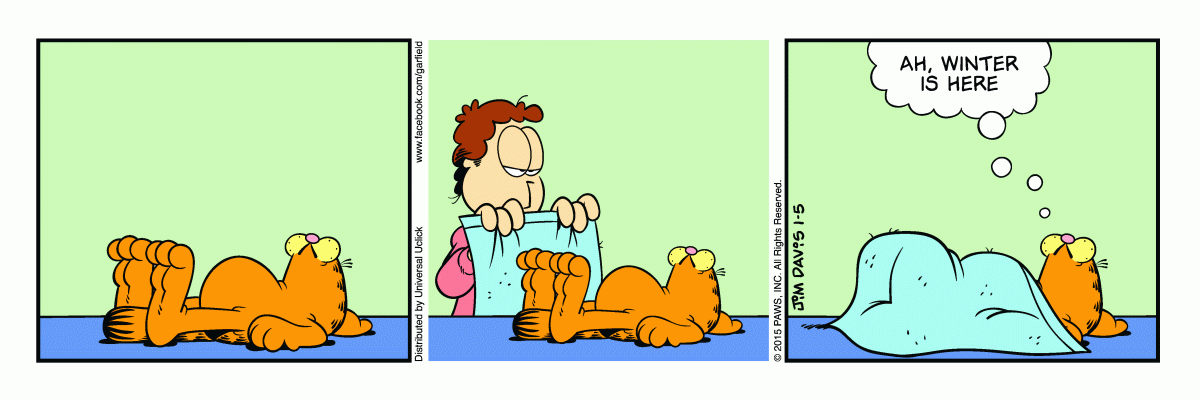 www.facebook.com/garfield
Distributed by Universal Uclick
© 2015 PAWS, INC. All Rights Reserved.
AH, WINTER
IS HERE
JIM DAVIS 1-5